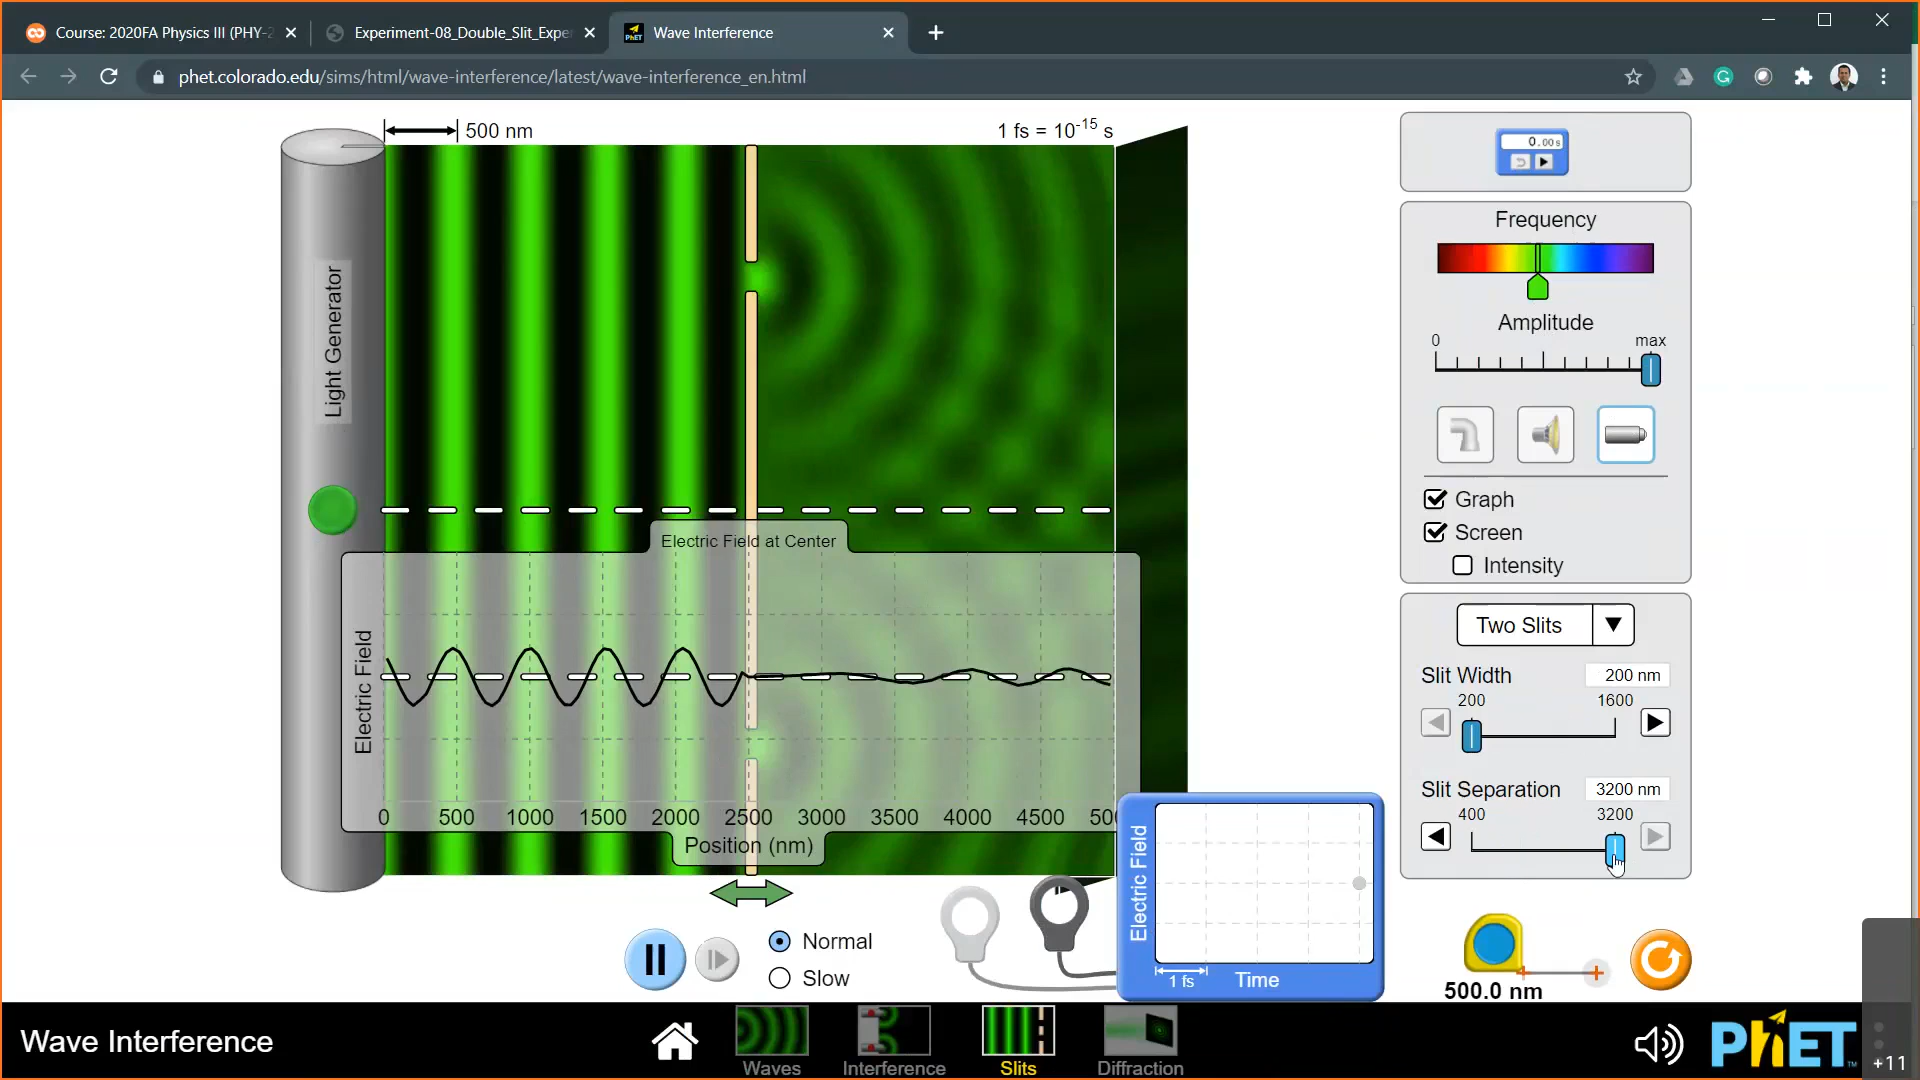 Course: 2020FA Physics III (PHY-2
Experiment-08_Double_Slit_Expe
Wave Interference
phet.colorado.edu/sims/html/wave-interference/latest/wave-interference_en.html
500 nm
1 fs = 10-15 s
0.00s
Frequency
Light Generator
Amplitude
0 max
Graph
Screen
Intensity
Electric Field at Center
Electric Field
0 500 1000 1500 2000 2500 3000 3500 4000 4500 500
Position (nm)
Two Slits
Slit Width 200 nm
200 1600
Slit Separation 3200 nm
400 3200
Electric Field
1 fs Time
Normal
Slow
500.0 nm
Wave Interference
Waves
Interference
Slits
Diffraction
PhET
+11